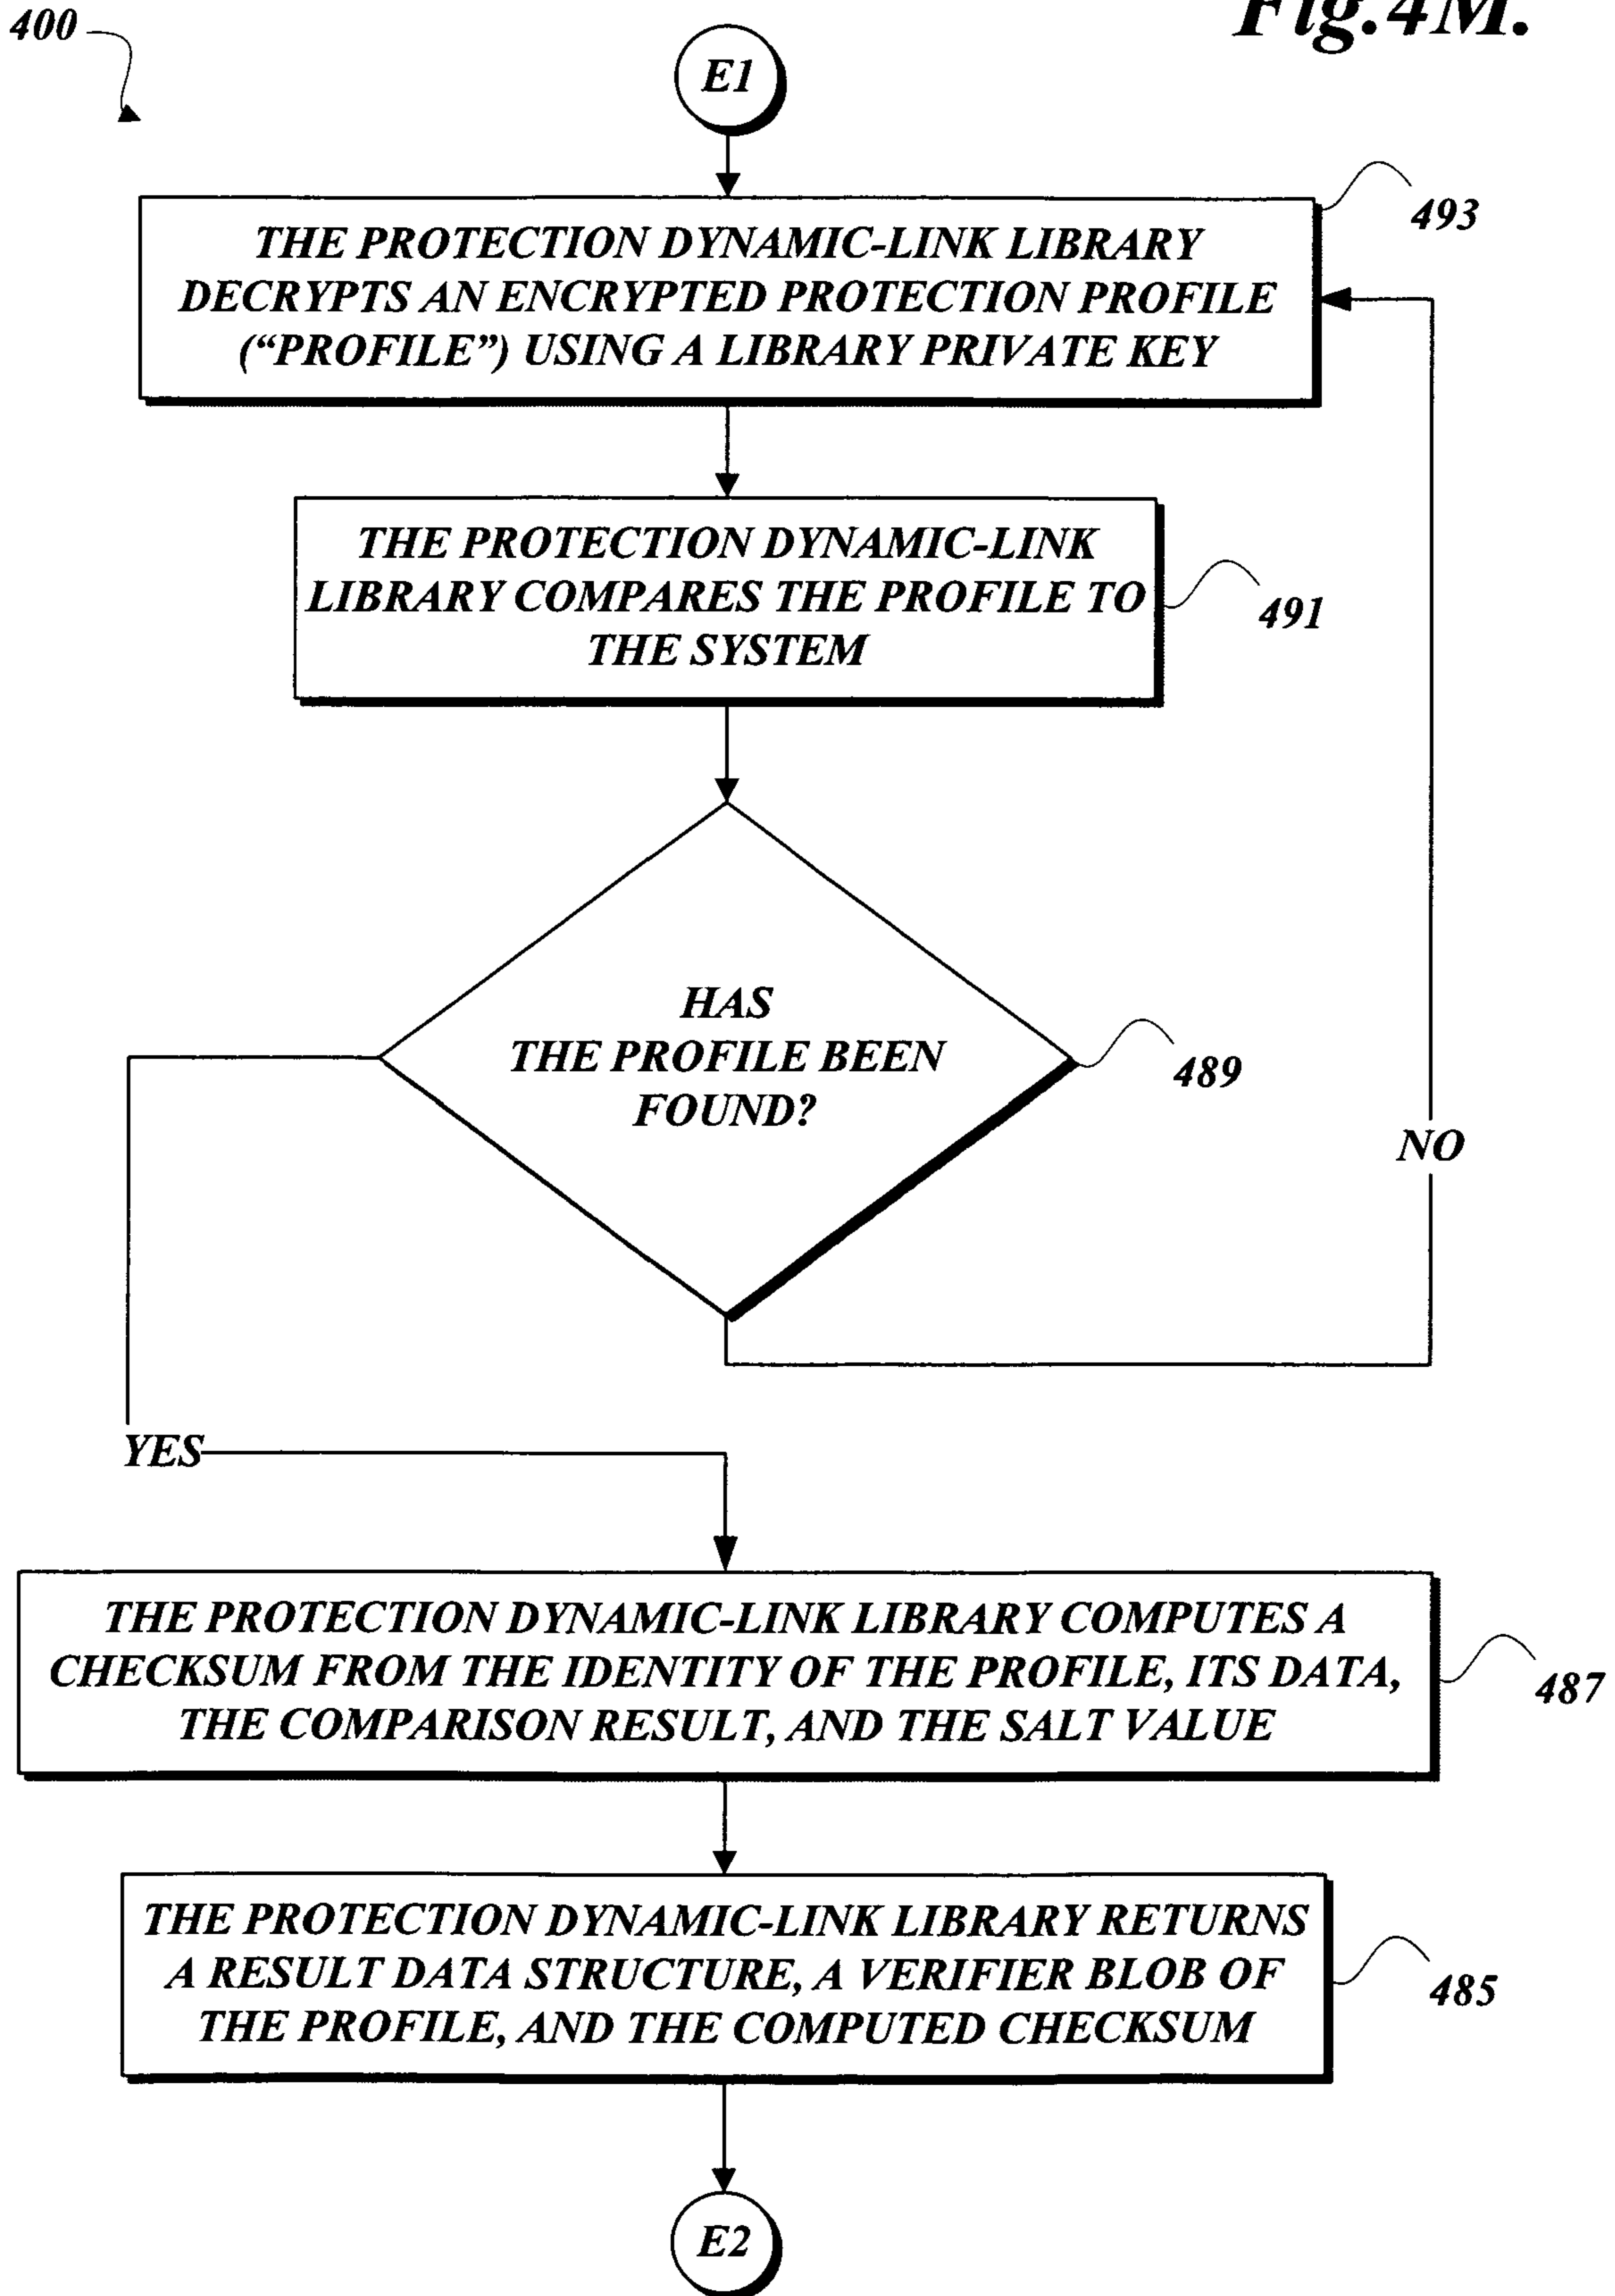 400
Fig.4M.
E1
THE PROTECTION DYNAMIC-LINK LIBRARY
DECRYPTS AN ENCRYPTED PROTECTION PROFILE
(“PROFILE”) USING A LIBRARY PRIVATE KEY
493
THE PROTECTION DYNAMIC-LINK
LIBRARY COMPARES THE PROFILE TO
THE SYSTEM
491
HAS
THE PROFILE BEEN
FOUND?
489
NO
YES
THE PROTECTION DYNAMIC-LINK LIBRARY COMPUTES A
CHECKSUM FROM THE IDENTITY OF THE PROFILE, ITS DATA,
THE COMPARISON RESULT, AND THE SALT VALUE
487
THE PROTECTION DYNAMIC-LINK LIBRARY RETURNS
A RESULT DATA STRUCTURE, A VERIFIER BLOB OF
THE PROFILE, AND THE COMPUTED CHECKSUM
485
E2